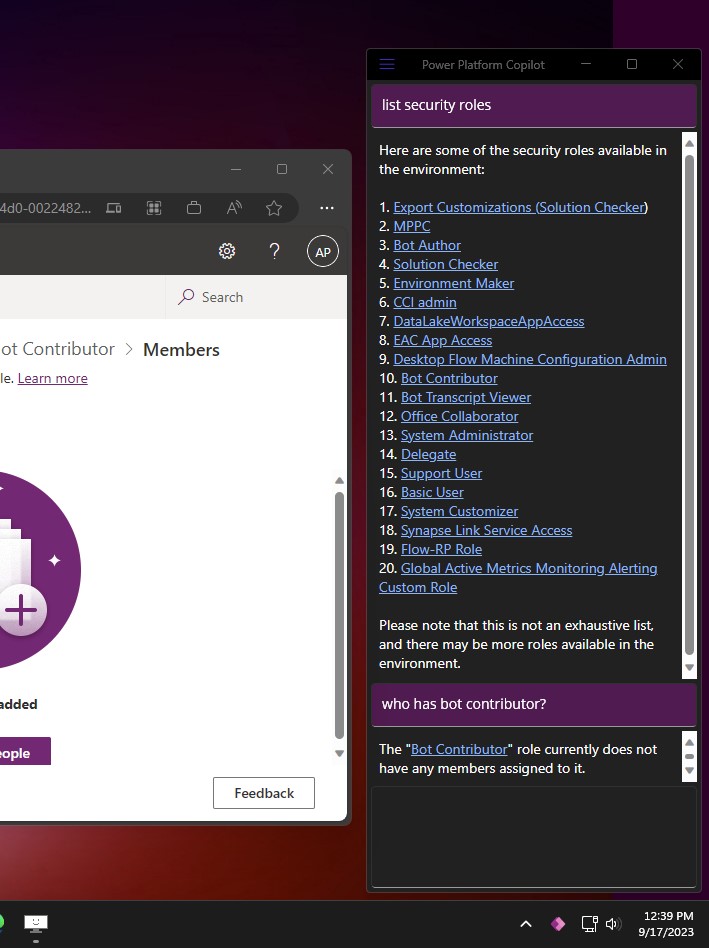 Power Platform Copilot
list security roles
Here are some of the security roles available in
the environment:
1. Export Customizations (Solution Checker)
2. MPPC
3. Bot Author
4. Solution Checker
5. Environment Maker
6. CCI admin
7. DataLakeWorkspaceAppAccess
8. EAC App Access
9. Desktop Flow Machine Configuration Admin
10. Bot Contributor
11. Bot Transcript Viewer
12. Office Collaborator
13. System Administrator
14. Delegate
15. Support User
16. Basic User
17. System Customizer
18. Synapse Link Service Access
19. Flow-RP Role
20. Global Active Metrics Monitoring Alerting
Custom Role
Please note that this is not an exhaustive list,
and there may be more roles available in the
environment.
who has bot contributor?
The "Bot Contributor" role currently does not
have any members assigned to it.
4d0-0022482...
AP
Search
ot Contributor > Members
le. Learn more
added
eople
Feedback
12:39 PM
9/17/2023